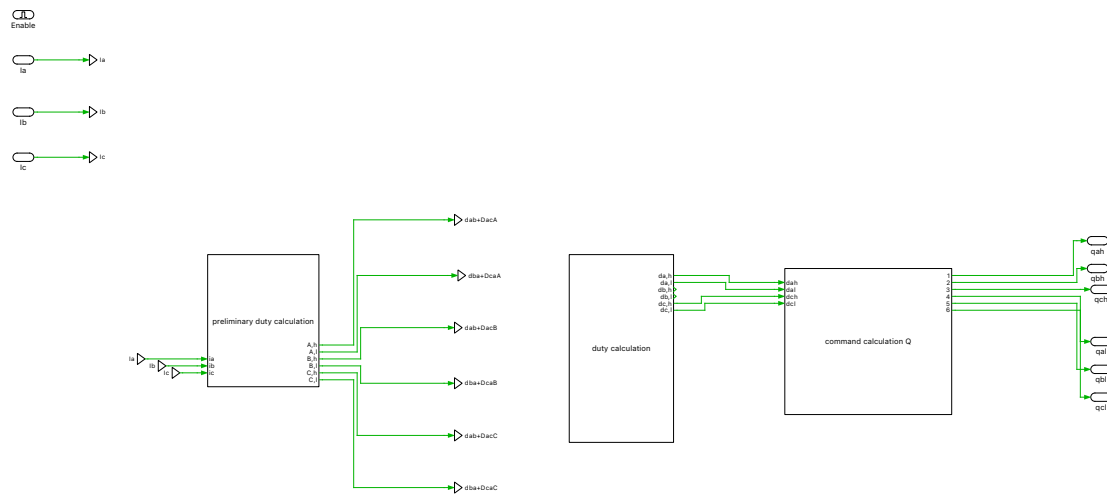 Enable
Ia
Ia
Ib
Ib
Ic
Ic
dab+DacA
dba+DcaA
dab+DacB
dba+DcaB
dab+DacC
dba+DcaC
preliminary duty calculation
Ia
Ib
Ic
ia
ib
ic
A,h
A,l
B,h
B,l
C,h
C,l
duty calculation
da,h
da,l
db,h
db,l
dc,h
dc,l
dah
dal
dch
dcl
command calculation Q
1
2
3
4
5
6
qah
qbh
qch
qal
qbl
qcl